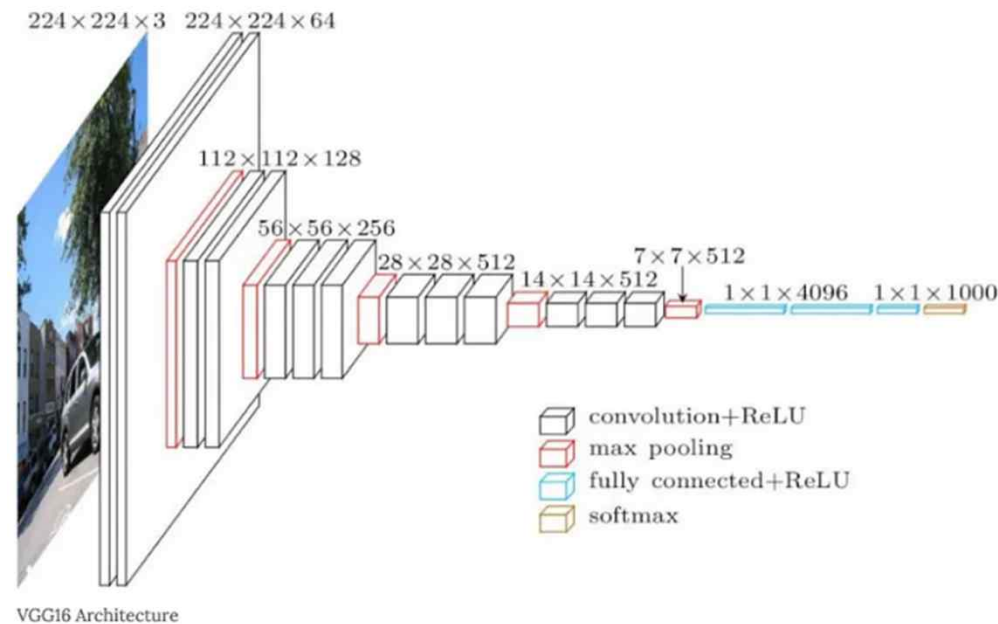 224×224×3
224×224×64
112×112×128
56×56×256
28×28×512
14×14×512
7×7×512
1×1×4096
1×1×1000
convolution+ReLU
max pooling
fully connected+ReLU
softmax
VGG16 Architecture